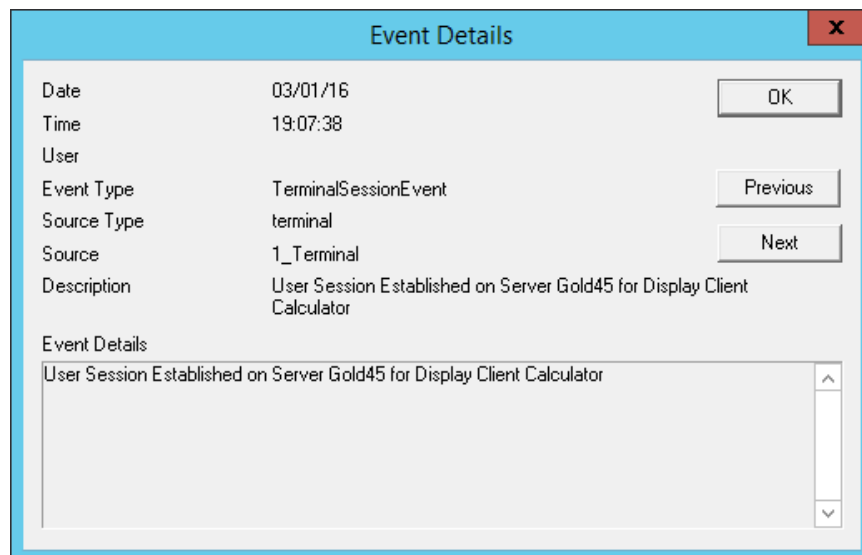 Event Details
x
Date 03/01/16
OK
Time 19:07:38
User
Event Type TerminalSessionEvent
Previous
Source Type terminal
Source 1_Terminal
Next
Description User Session Established on Server Gold45 for Display Client
Calculator
Event Details
User Session Established on Server Gold45 for Display Client Calculator